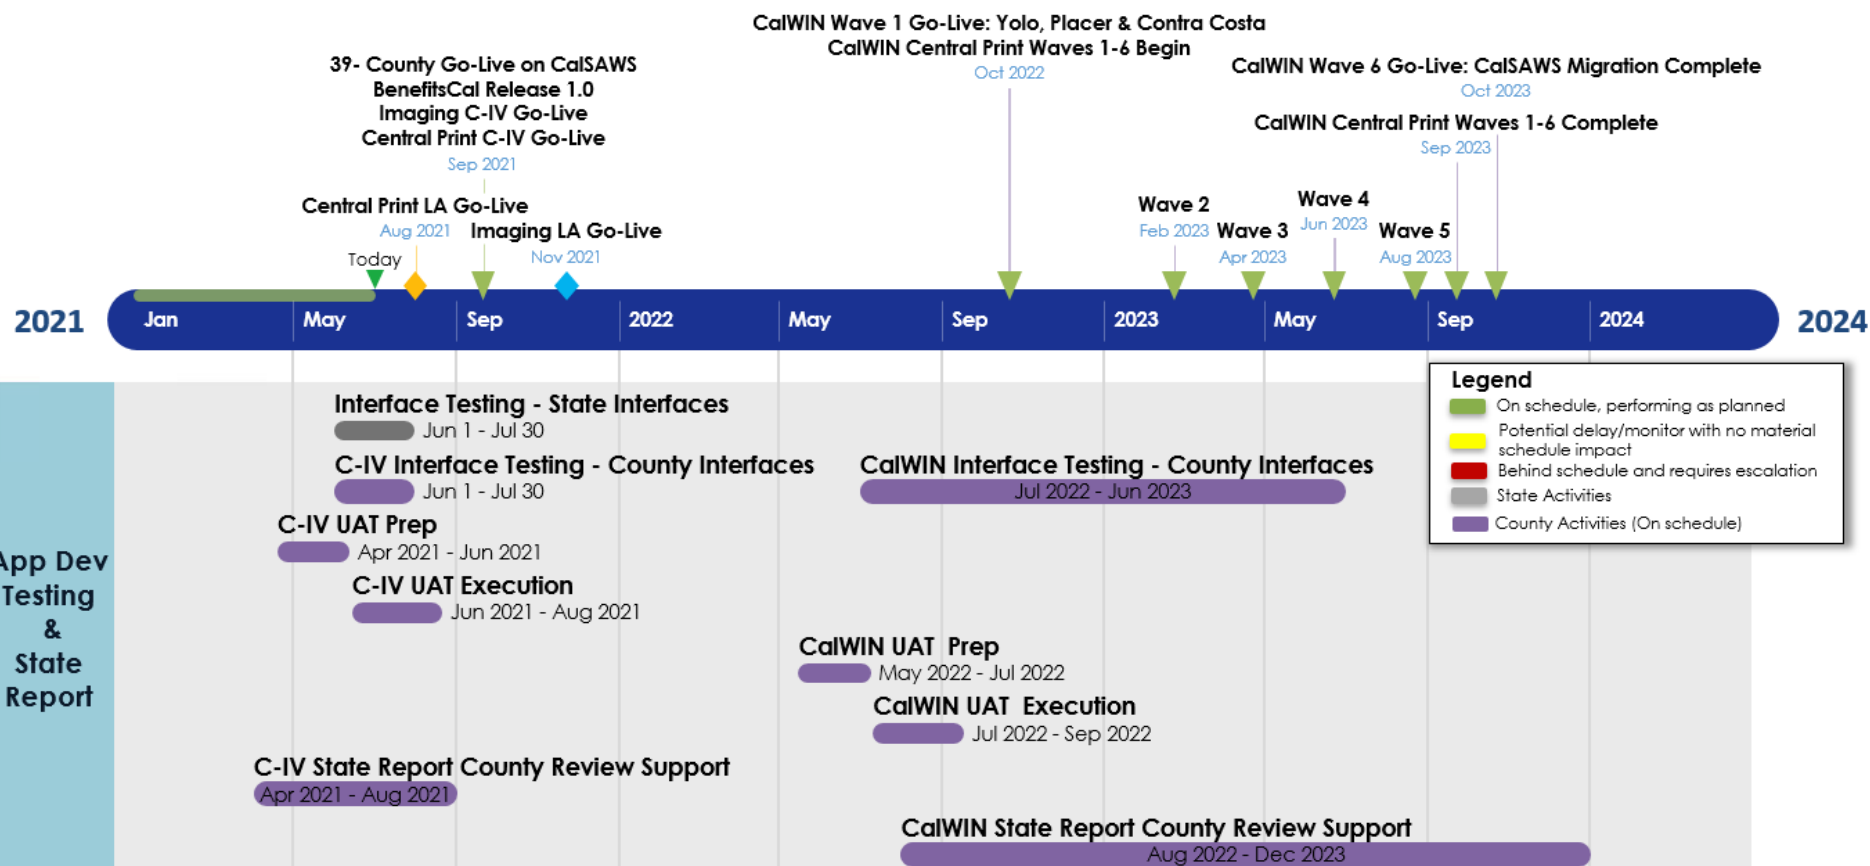 CalWIN Wave 1 Go-Live: Yolo, Placer & Contra Costa
CalWIN Central Print Waves 1-6 Begin
Oct 2022
39- County Go-Live on CalSAWS
BenefitsCal Release 1.0
Imaging C-IV Go-Live
Central Print C-IV Go-Live
Sep 2021
CalWIN Wave 6 Go-Live: CalSAWS Migration Complete
Oct 2023
CalWIN Central Print Waves 1-6 Complete
Sep 2023
Central Print LA Go-Live
Aug 2021
Imaging LA Go-Live
Nov 2021
Today
Wave 2
Feb 2023
Wave 3
Apr 2023
Wave 4
Jun 2023
Wave 5
Aug 2023
2021
Jan
May
Sep
2022
May
Sep
2023
May
Sep
2024
2024
Legend
On schedule, performing as planned
Potential delay/monitor with no material
schedule impact
Behind schedule and requires escalation
State Activities
County Activities (On schedule)
App Dev
Testing
&
State
Report
Interface Testing - State Interfaces
Jun 1 - Jul 30
C-IV Interface Testing - County Interfaces
Jun 1 - Jul 30
CalWIN Interface Testing - County Interfaces
Jul 2022 - Jun 2023
C-IV UAT Prep
Apr 2021 - Jun 2021
C-IV UAT Execution
Jun 2021 - Aug 2021
CalWIN UAT  Prep
May 2022 - Jul 2022
CalWIN UAT  Execution
Jul 2022 - Sep 2022
C-IV State Report County Review Support
Apr 2021 - Aug 2021
CalWIN State Report County Review Support
Aug 2022 - Dec 2023